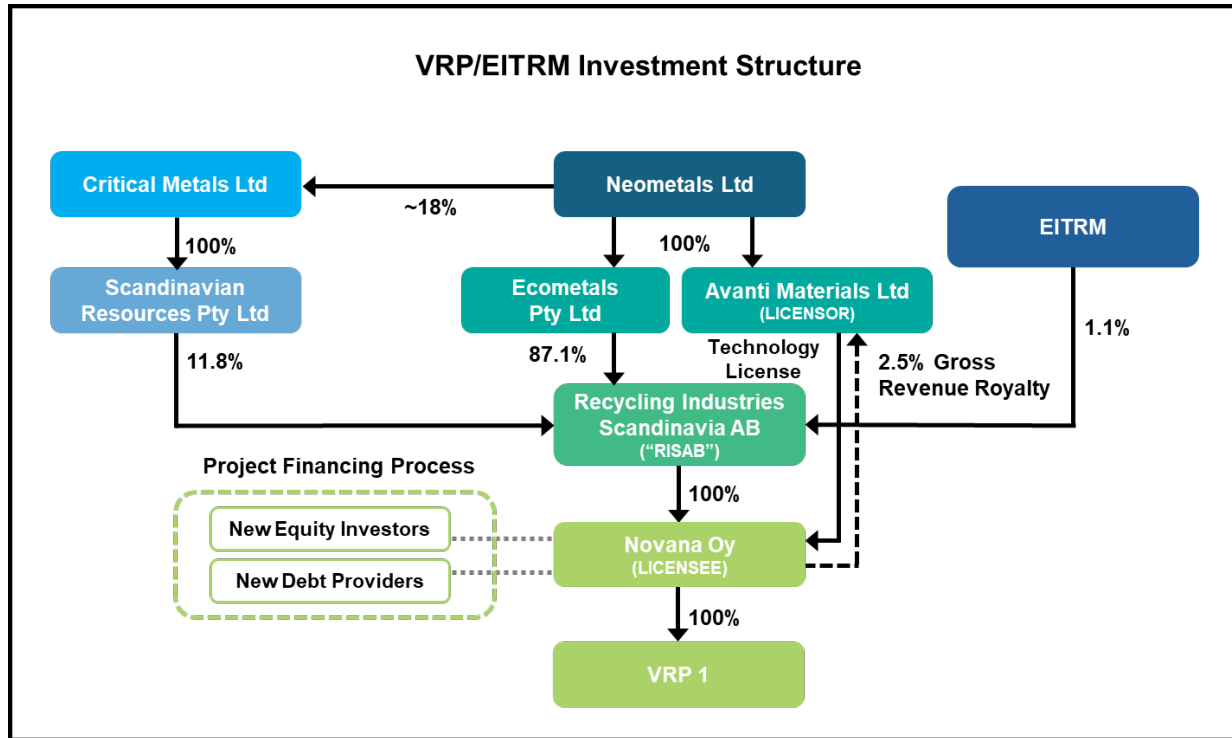 VRP/EITRM Investment Structure
Critical Metals Ltd
Neometals Ltd
EITRM
~18%
100%
100%
Scandinavian
Resources Pty Ltd
Ecometals
Pty Ltd
Avanti Materials Ltd
(LICENSOR)
1.1%
11.8%
87.1%
Technology
License
2.5% Gross
Revenue Royalty
Recycling Industries
Scandinavia AB
("RISAB")
Project Financing Process
100%
New Equity Investors
New Debt Providers
Novana Oy
(LICENSEE)
100%
VRP 1